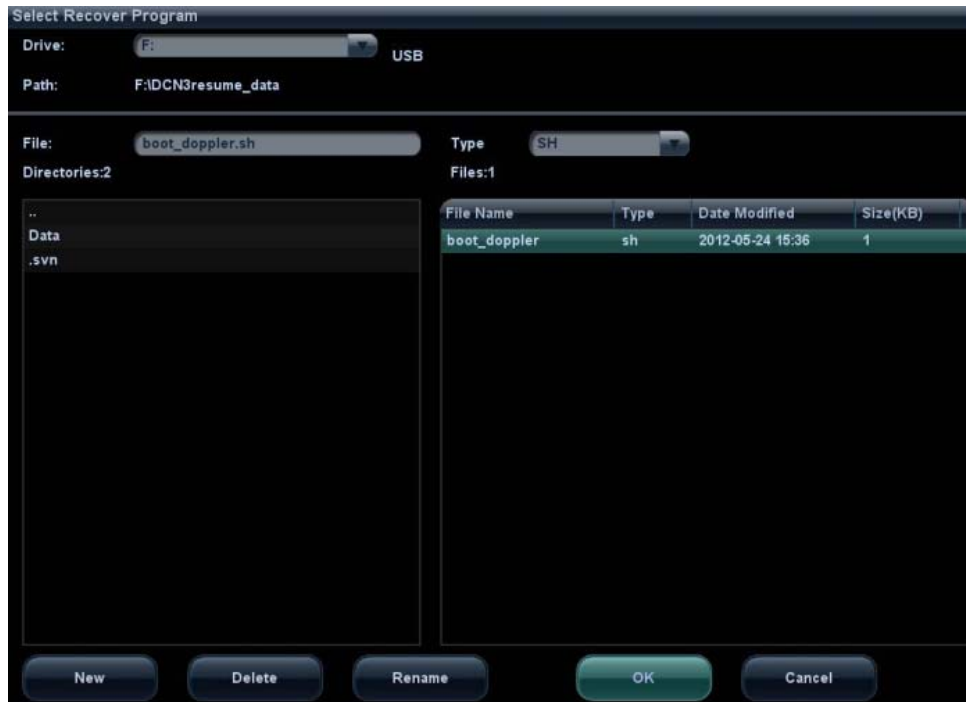 Select Recover Program
Drive: F: USB
Path: F:\DCN3resume_data
File: boot_doppler.sh Type SH
Directories:2 Files:1
.. File Name Type Date Modified Size(KB)
Data boot_doppler sh 2012-05-24 15:36 1
.svn
New Delete Rename OK Cancel